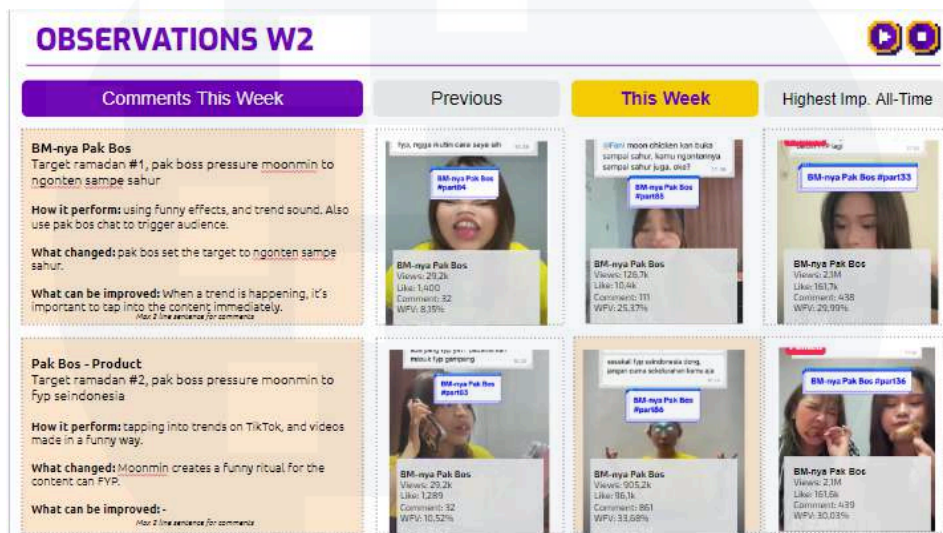 OBSERVATIONS W2
Comments This Week
Previous
This Week
Highest Imp. All-Time
BM-nya Pak Bos
Target ramadan #1, pak boss pressure moonmin to
ngonten sampe sahur
How it perform: using funny effects, and trend sound. Also
use pak bos chat to trigger audience.
What changed: pak bos set the target to ngonten sampe
sahur.
What can be improved: When a trend is happening, it's
important to tap into the content immediately.
Max 2 line sentence for comments
BM-nya Pak Bos
#part84
BM-nya Pak Bos
Views: 29,2k
Like: 1,400
Comment: 32
WFV: 8,15%
@Fani moon chicken kan buka
sampai sahur, kamu ngontennya
sampai sahur juga, oke?
BM-nya Pak Bos
#part85
BM-nya Pak Bos
Views: 126,7k
Like: 10,4k
Comment: 111
WFV: 25,37%
lagi
BM-nya Pak Bos #part33
BM-nya Pak Bos
Views: 2,1M
Like: 161,7k
Comment: 438
WFV: 29,99%
Pak Bos - Product
Target ramadan #2, pak boss pressure moonmin to
fyp seindonesia
How it perform: tapping into trends on TikTok, and videos
made in a funny way.
What changed: Moonmin creates a funny ritual for the
content can FYP.
What can be improved: -
Max 2 line sentence for comments
BM-nya Pak Bos
#part83
BM-nya Pak Bos
Views: 29,2k
Like: 1,289
Comment: 32
WFV: 10,52%
sesekali fyp seindonesia dong,
jangan cuma sekelurahan kamu aja
BM-nya Pak Bos
#part86
BM-nya Pak Bos
Views: 905,2k
Like: 96,1k
Comment: 861
WFV: 33,68%
BM-nya Pak Bos #part36
BM-nya Pak Bos
Views: 2,1M
Like: 161,6k
Comment: 439
WFV: 30,03%